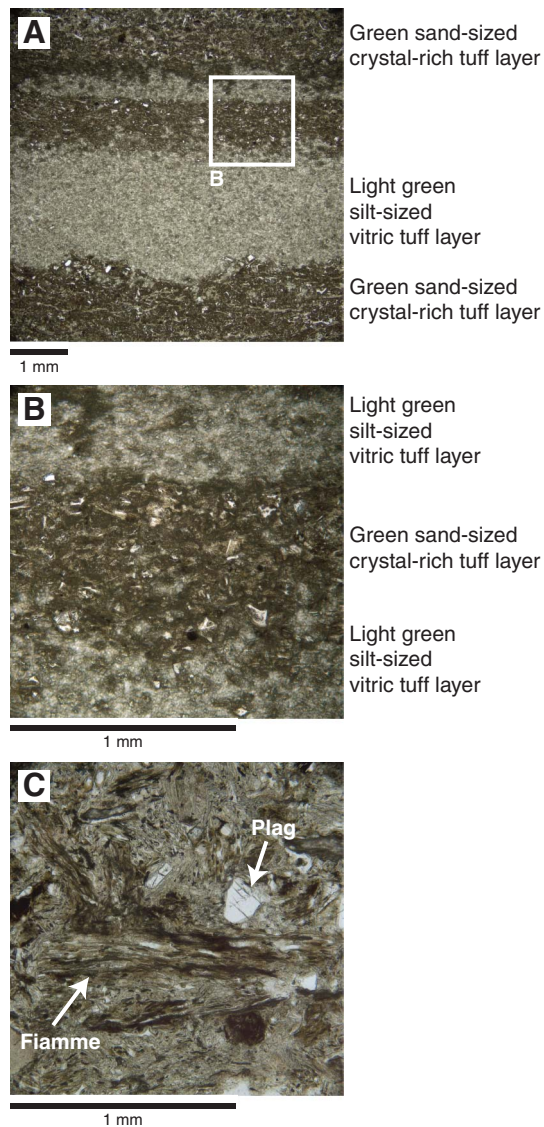 A
Green sand-sized
crystal-rich tuff layer
B
Light green
silt-sized
vitric tuff layer
Green sand-sized
crystal-rich tuff layer
1 mm
B
Light green
silt-sized
vitric tuff layer
Green sand-sized
crystal-rich tuff layer
Light green
silt-sized
vitric tuff layer
1 mm
C
Plag
Fiamme
1 mm